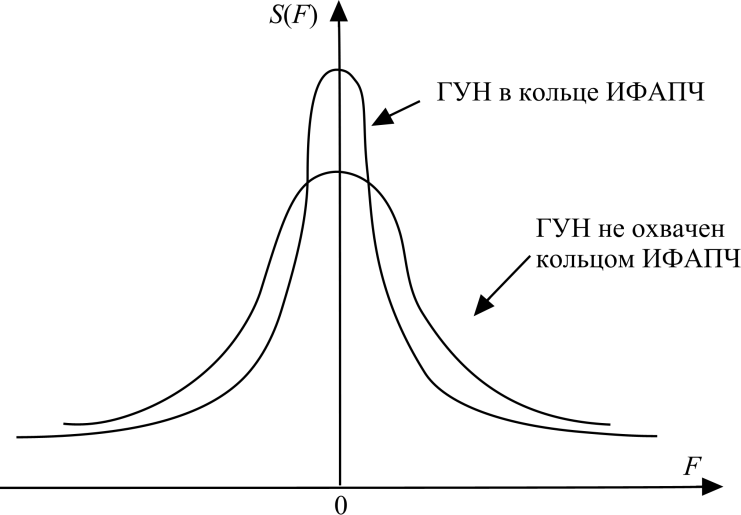 S(F)
ГУН в кольце ИФАПЧ
ГУН не охвачен
кольцом ИФАПЧ
F
0